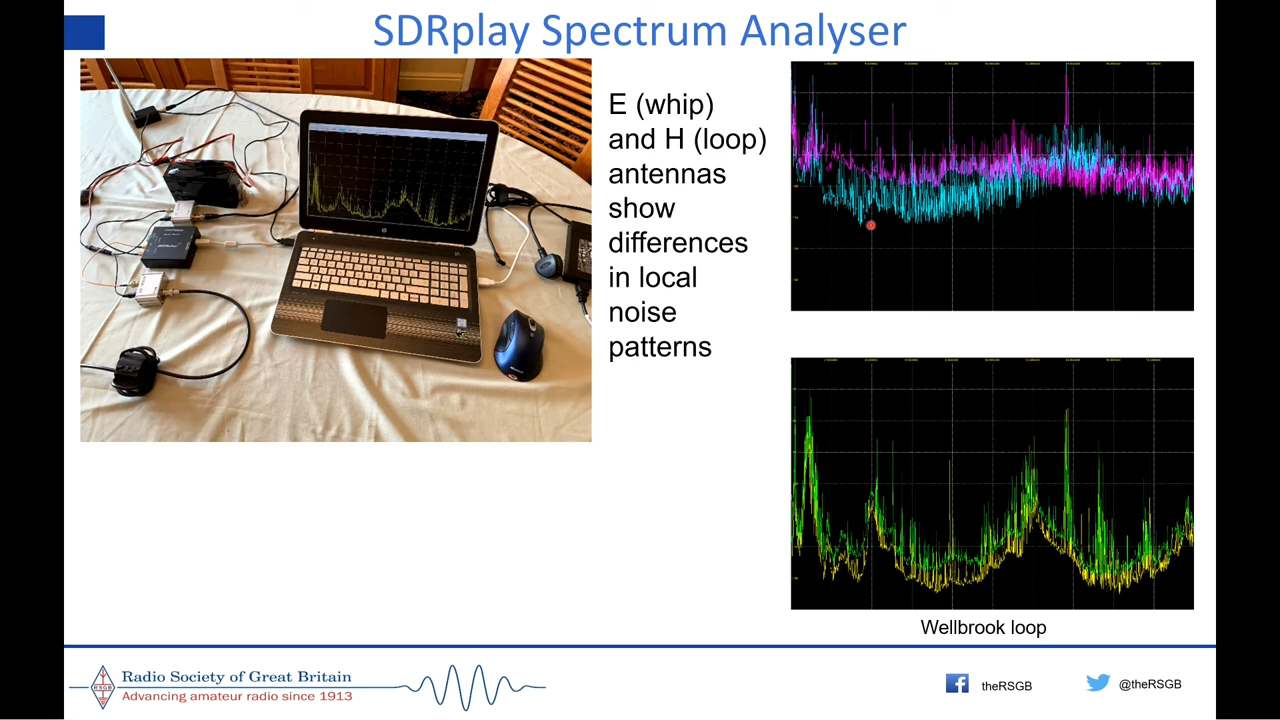 SDRplay Spectrum Analyser
E (whip)
and H (loop)
antennas
show
differences
in local
noise
patterns
Wellbrook loop
RSGB
Radio Society of Great Britain
Advancing amateur radio since 1913
theRSGB
@theRSGB